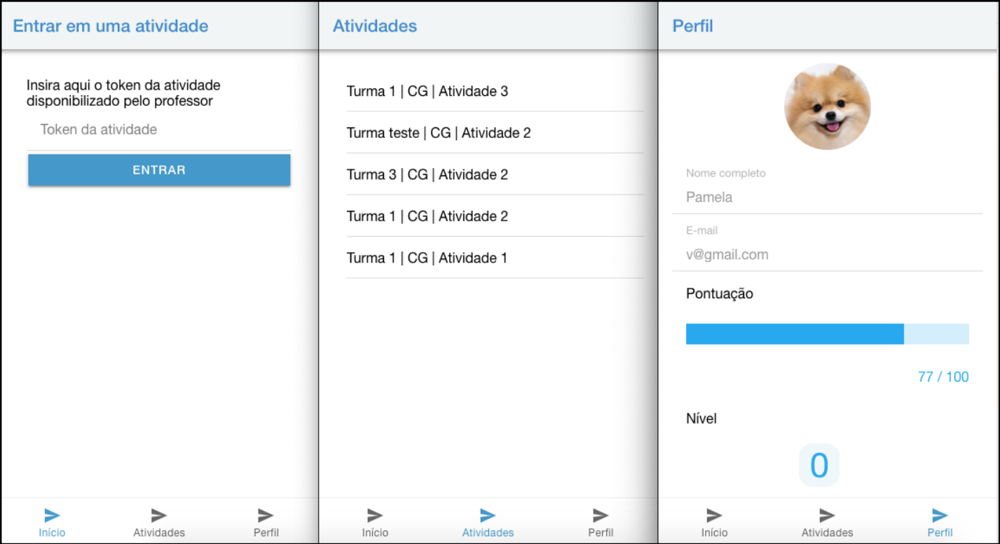 Entrar em uma atividade
Insira aqui o token da atividade
disponibilizado pelo professor
Token da atividade
ENTRAR
Início
Atividades
Perfil
Atividades
Turma 1 | CG | Atividade 3
Turma teste | CG | Atividade 2
Turma 3 | CG | Atividade 2
Turma 1 | CG | Atividade 2
Turma 1 | CG | Atividade 1
Início
Atividades
Perfil
Perfil
Nome completo
Pamela
E-mail
v@gmail.com
Pontuação
77 / 100
Nível
0
Início
Atividades
Perfil